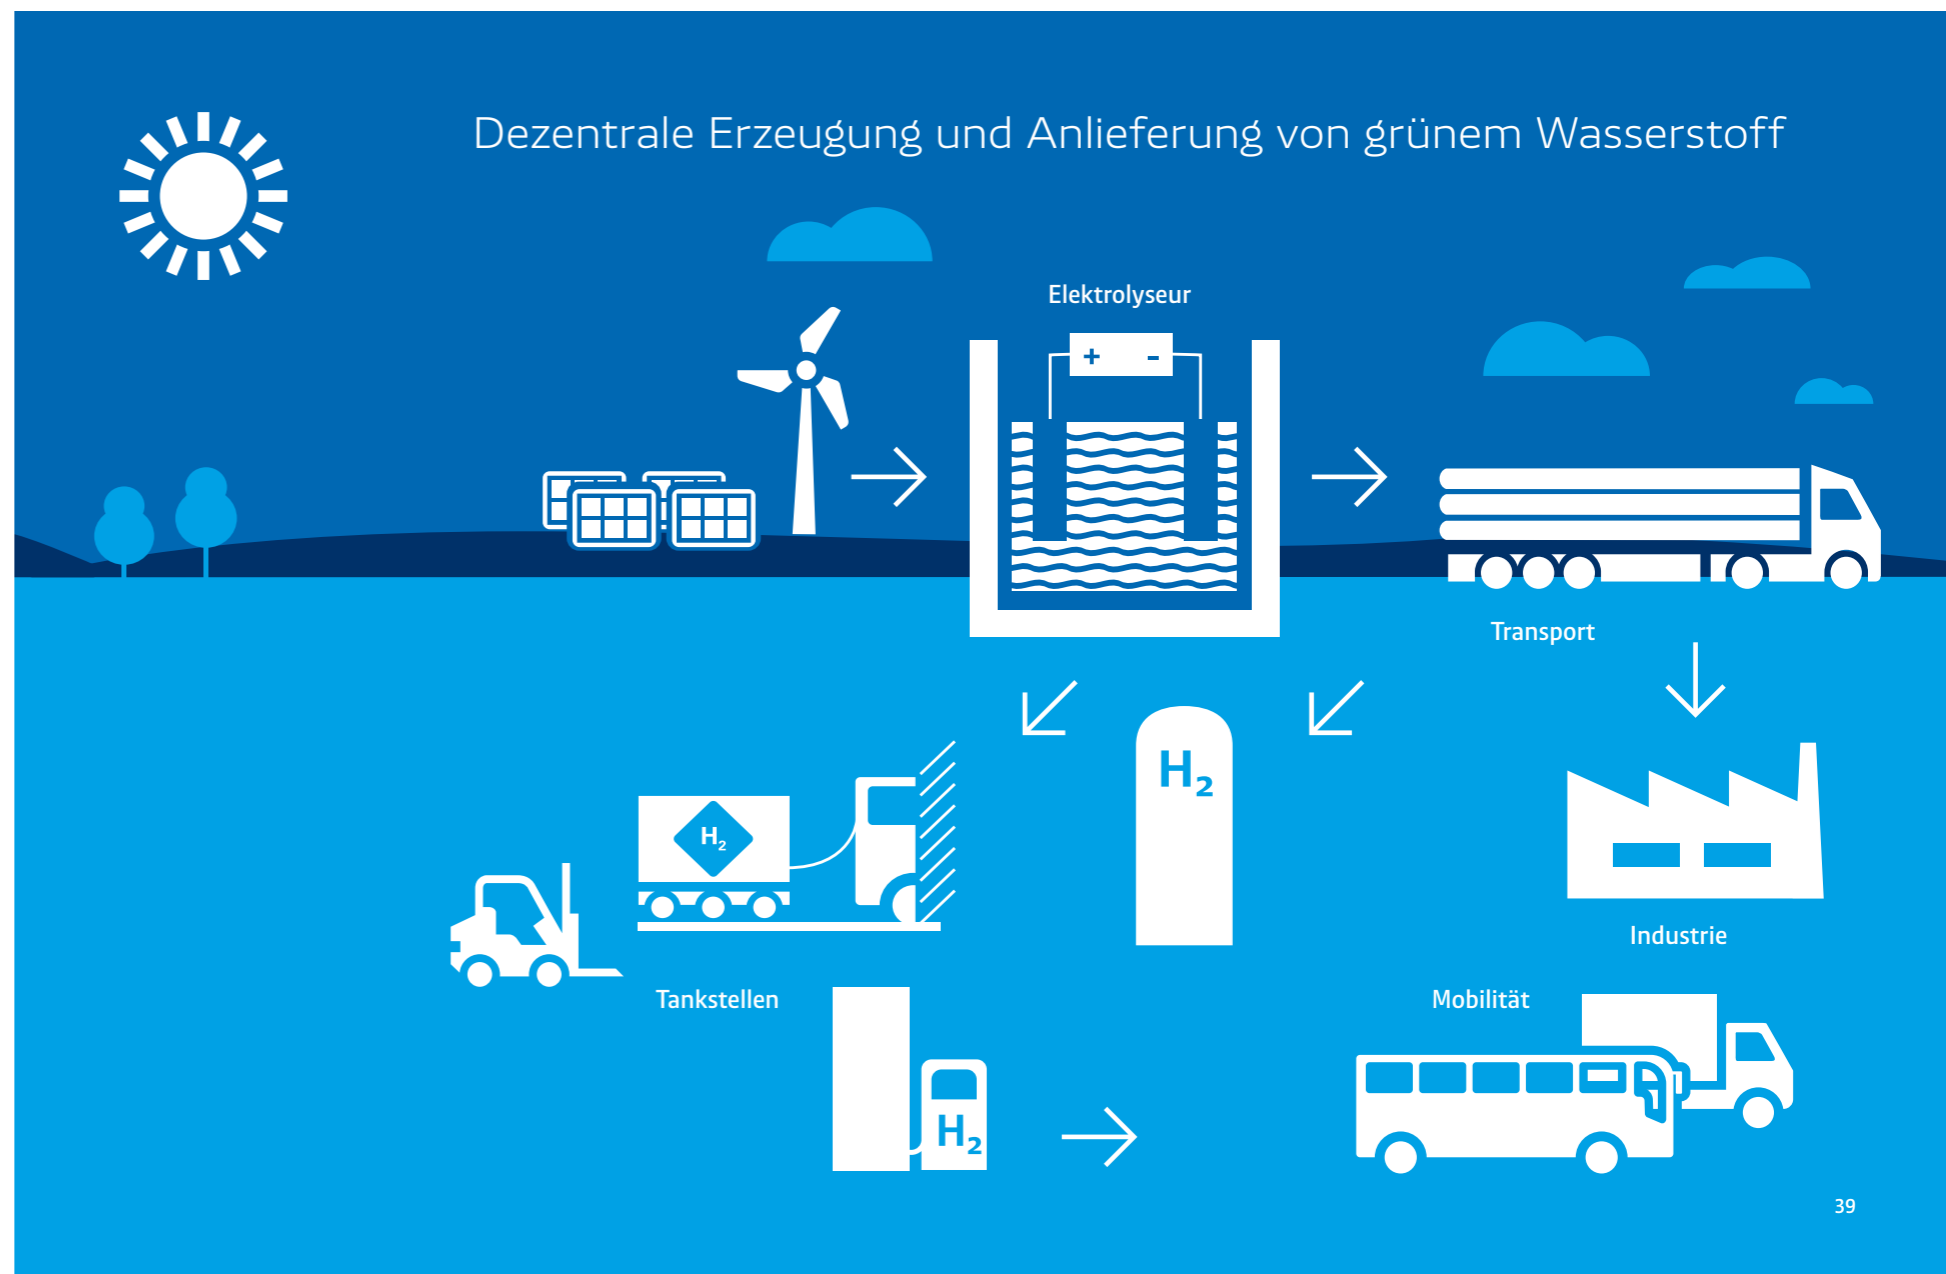 Dezentrale Erzeugung und Anlieferung von grünem Wasserstoff
Elektrolyseur
+ -
Transport
H₂
H₂
Industrie
Tankstellen
Mobilität
H₂
39